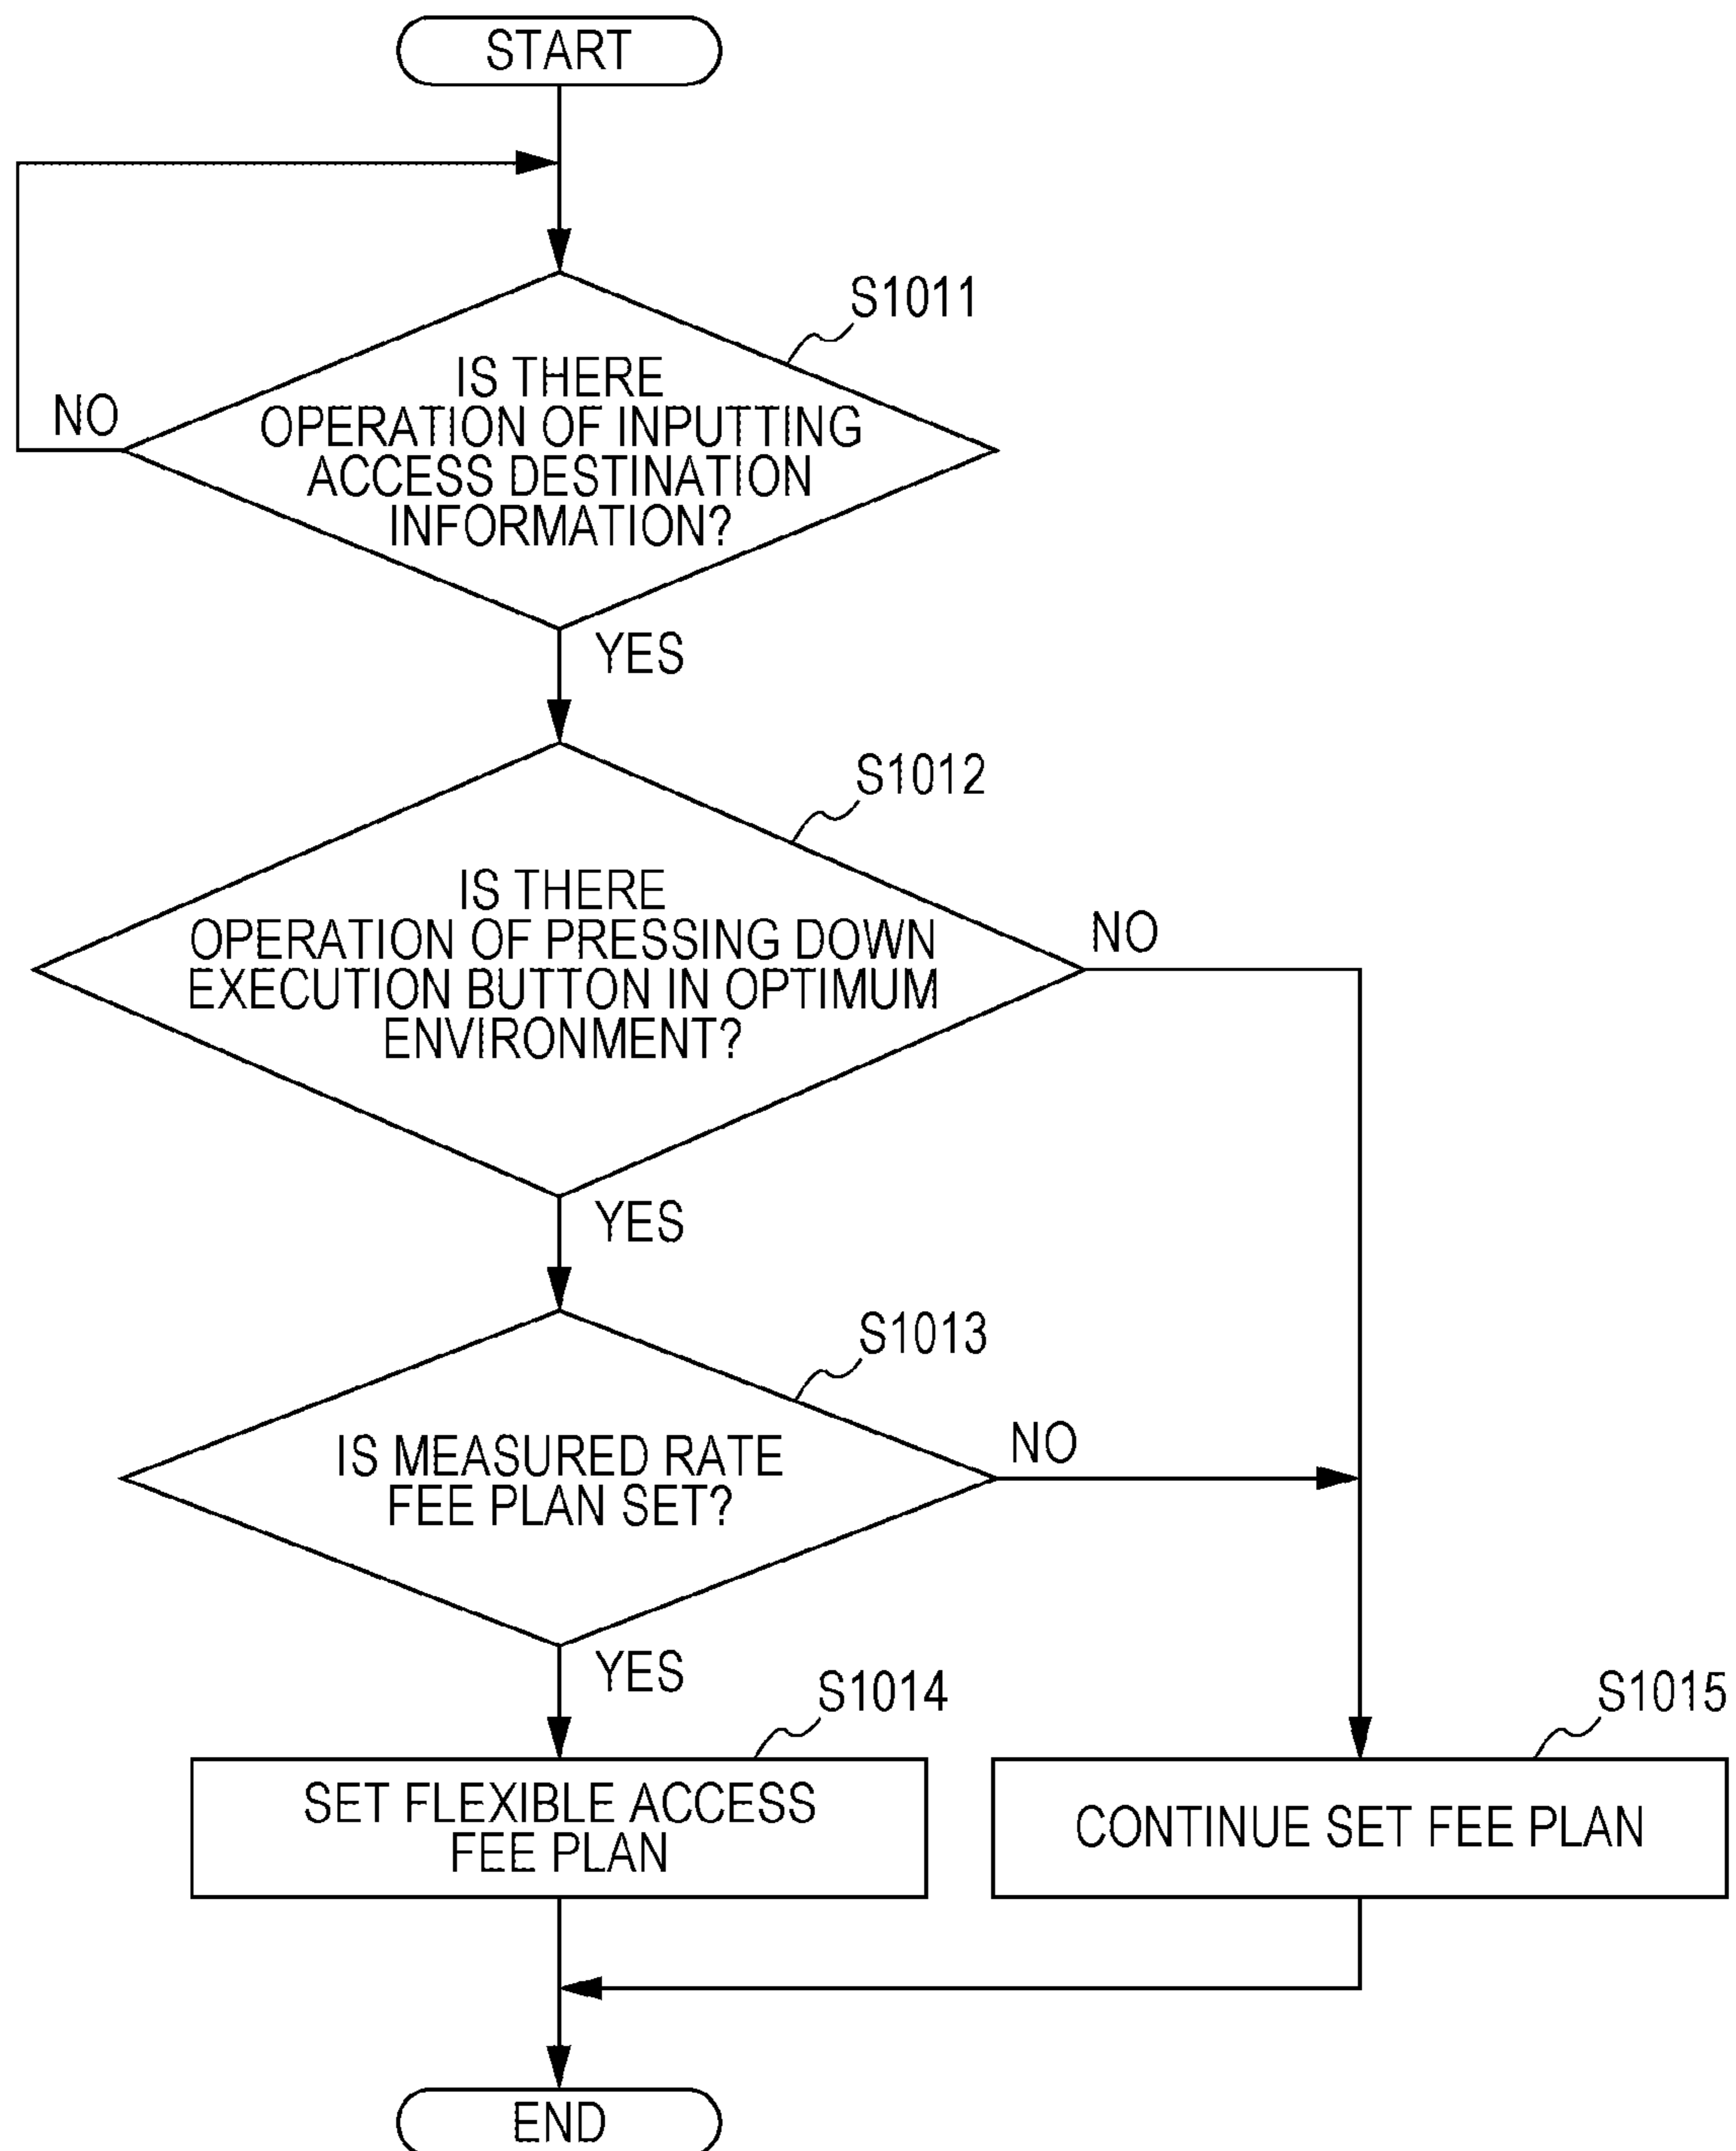 START
S1011
IS THERE
OPERATION OF INPUTTING
ACCESS DESTINATION
INFORMATION?
NO
YES
S1012
IS THERE
OPERATION OF PRESSING DOWN
EXECUTION BUTTON IN OPTIMUM
ENVIRONMENT?
NO
YES
S1013
IS MEASURED RATE
FEE PLAN SET?
NO
YES
S1014
SET FLEXIBLE ACCESS
FEE PLAN
S1015
CONTINUE SET FEE PLAN
END